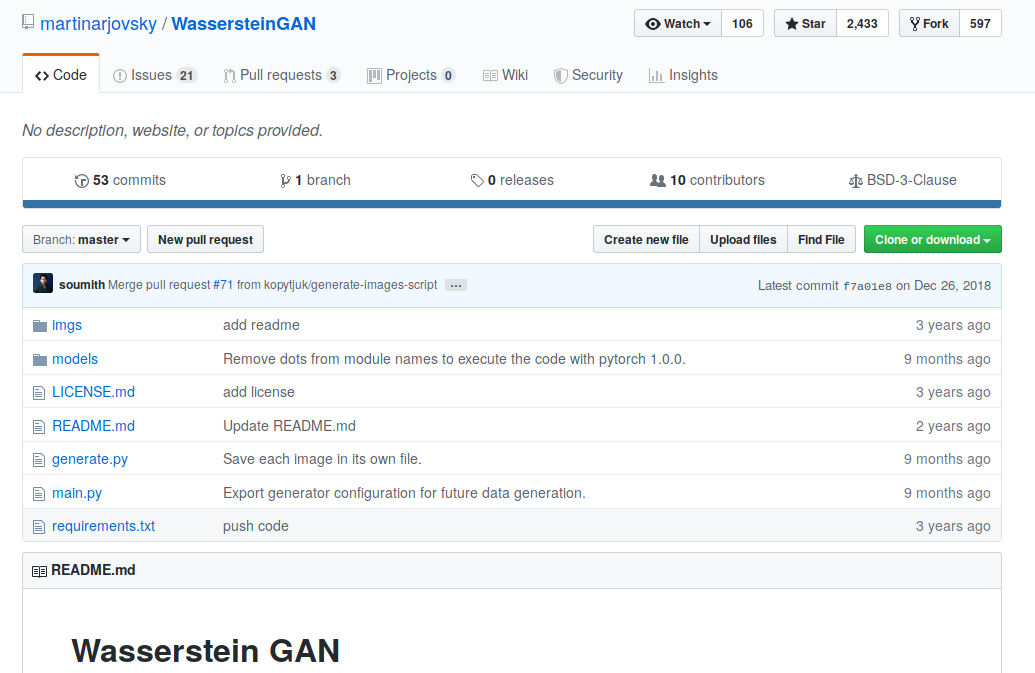 martinarjovsky / WassersteinGAN Watch 106 Star 2,433 Fork 597
Code Issues 21 Pull requests 3 Projects 0 Wiki Security Insights
No description, website, or topics provided.
53 commits 1 branch 0 releases 10 contributors BSD-3-Clause
Branch: master New pull request Create new file Upload files Find File Clone or download
soumith Merge pull request #71 from kopytjuk/generate-images-script ... Latest commit f7a01e8 on Dec 26, 2018
imgs add readme 3 years ago
models Remove dots from module names to execute the code with pytorch 1.0.0. 9 months ago
LICENSE.md add license 3 years ago
README.md Update README.md 2 years ago
generate.py Save each image in its own file. 9 months ago
main.py Export generator configuration for future data generation. 9 months ago
requirements.txt push code 3 years ago
README.md
Wasserstein GAN